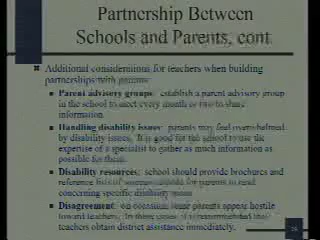 Partnership Between
Schools and Parents, cont
Additional considerations for teachers when building
partnerships with parents
Parent advisory groups: establish a parent advisory group
in the school to meet every month or two to share
information.
Handling disability issues: parents may feel overwhelmed
by disability issues. It is good for the school to use the
expertise of a specialist to gather as much information as
possible for them.
Disability resources: school should provide brochures and
reference lists of available for parents to read
concerning specific disability
Disagreement: on occasion some parents appear hostile
toward teachers. In these cases it is recommended that
teachers obtain district assistance immediately.